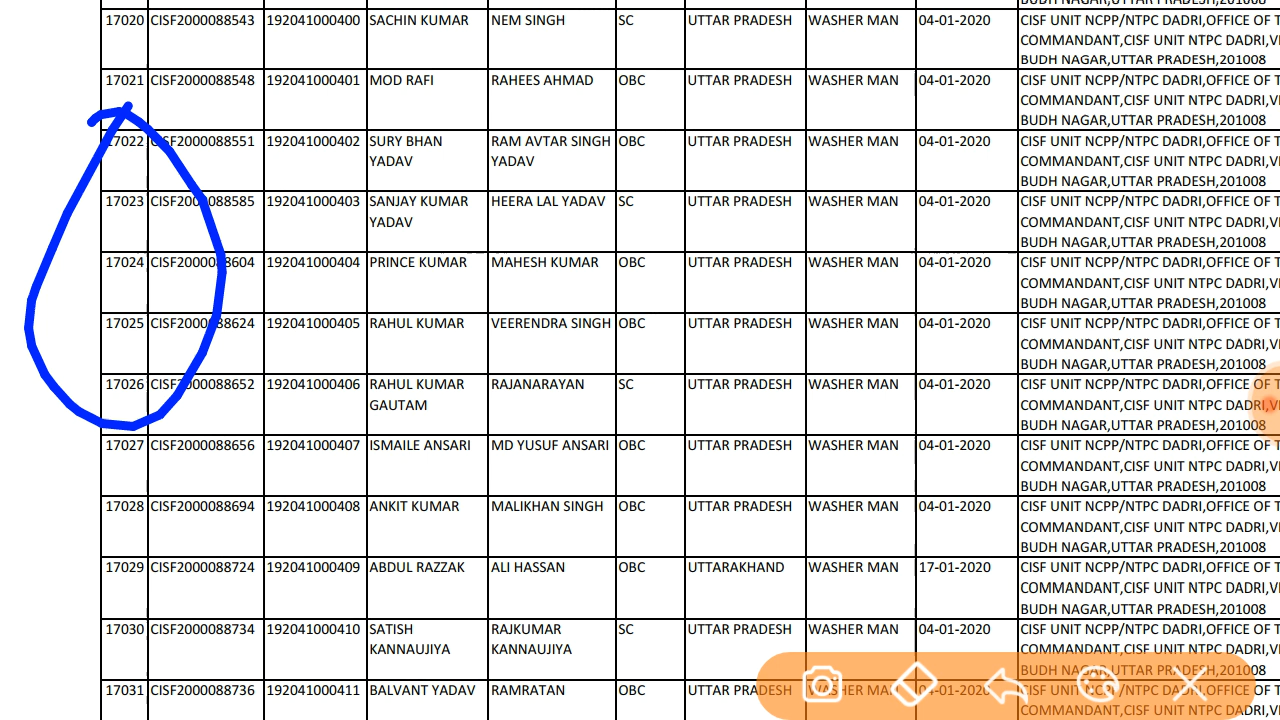 BUDH NAGAR,UTTAR PRADESH,201008
17020 CISF2000088543 192041000400 SACHIN KUMAR NEM SINGH SC UTTAR PRADESH WASHER MAN 04-01-2020 CISF UNIT NCPP/NTPC DADRI,OFFICE OF T
COMMANDANT,CISF UNIT NTPC DADRI,VI
BUDH NAGAR,UTTAR PRADESH,201008
17021 CISF2000088548 192041000401 MOD RAFI RAHEES AHMAD OBC UTTAR PRADESH WASHER MAN 04-01-2020 CISF UNIT NCPP/NTPC DADRI,OFFICE OF T
COMMANDANT,CISF UNIT NTPC DADRI,VI
BUDH NAGAR,UTTAR PRADESH,201008
17022 CISF2000088551 192041000402 SURY BHAN RAM AVTAR SINGH OBC UTTAR PRADESH WASHER MAN 04-01-2020 CISF UNIT NCPP/NTPC DADRI,OFFICE OF T
YADAV YADAV COMMANDANT,CISF UNIT NTPC DADRI,VI
BUDH NAGAR,UTTAR PRADESH,201008
17023 CISF2000088585 192041000403 SANJAY KUMAR HEERA LAL YADAV SC UTTAR PRADESH WASHER MAN 04-01-2020 CISF UNIT NCPP/NTPC DADRI,OFFICE OF T
YADAV COMMANDANT,CISF UNIT NTPC DADRI,VI
BUDH NAGAR,UTTAR PRADESH,201008
17024 CISF2000088604 192041000404 PRINCE KUMAR MAHESH KUMAR OBC UTTAR PRADESH WASHER MAN 04-01-2020 CISF UNIT NCPP/NTPC DADRI,OFFICE OF T
COMMANDANT,CISF UNIT NTPC DADRI,VI
BUDH NAGAR,UTTAR PRADESH,201008
17025 CISF2000088624 192041000405 RAHUL KUMAR VEERENDRA SINGH OBC UTTAR PRADESH WASHER MAN 04-01-2020 CISF UNIT NCPP/NTPC DADRI,OFFICE OF T
COMMANDANT,CISF UNIT NTPC DADRI,VI
BUDH NAGAR,UTTAR PRADESH,201008
17026 CISF2000088652 192041000406 RAHUL KUMAR RAJANARAYAN SC UTTAR PRADESH WASHER MAN 04-01-2020 CISF UNIT NCPP/NTPC DADRI,OFFICE OF T
GAUTAM COMMANDANT,CISF UNIT NTPC DADRI,VI
BUDH NAGAR,UTTAR PRADESH,201008
17027 CISF2000088656 192041000407 ISMAILE ANSARI MD YUSUF ANSARI OBC UTTAR PRADESH WASHER MAN 04-01-2020 CISF UNIT NCPP/NTPC DADRI,OFFICE OF T
COMMANDANT,CISF UNIT NTPC DADRI,VI
BUDH NAGAR,UTTAR PRADESH,201008
17028 CISF2000088694 192041000408 ANKIT KUMAR MALIKHAN SINGH OBC UTTAR PRADESH WASHER MAN 04-01-2020 CISF UNIT NCPP/NTPC DADRI,OFFICE OF T
COMMANDANT,CISF UNIT NTPC DADRI,VI
BUDH NAGAR,UTTAR PRADESH,201008
17029 CISF2000088724 192041000409 ABDUL RAZZAK ALI HASSAN OBC UTTARAKHAND WASHER MAN 17-01-2020 CISF UNIT NCPP/NTPC DADRI,OFFICE OF T
COMMANDANT,CISF UNIT NTPC DADRI,VI
BUDH NAGAR,UTTAR PRADESH,201008
17030 CISF2000088734 192041000410 SATISH RAJKUMAR SC UTTAR PRADESH WASHER MAN 04-01-2020 CISF UNIT NCPP/NTPC DADRI,OFFICE OF T
KANNAUJIYA KANNAUJIYA COMMANDANT,CISF UNIT NTPC DADRI,VI
BUDH NAGAR,UTTAR PRADESH,201008
17031 CISF2000088736 192041000411 BALVANT YADAV RAMRATAN OBC UTTAR PRADESH WASHER MAN 04-01-2020 CISF UNIT NCPP/NTPC DADRI,OFFICE OF T
COMMANDANT,CISF UNIT NTPC DADRI,VI